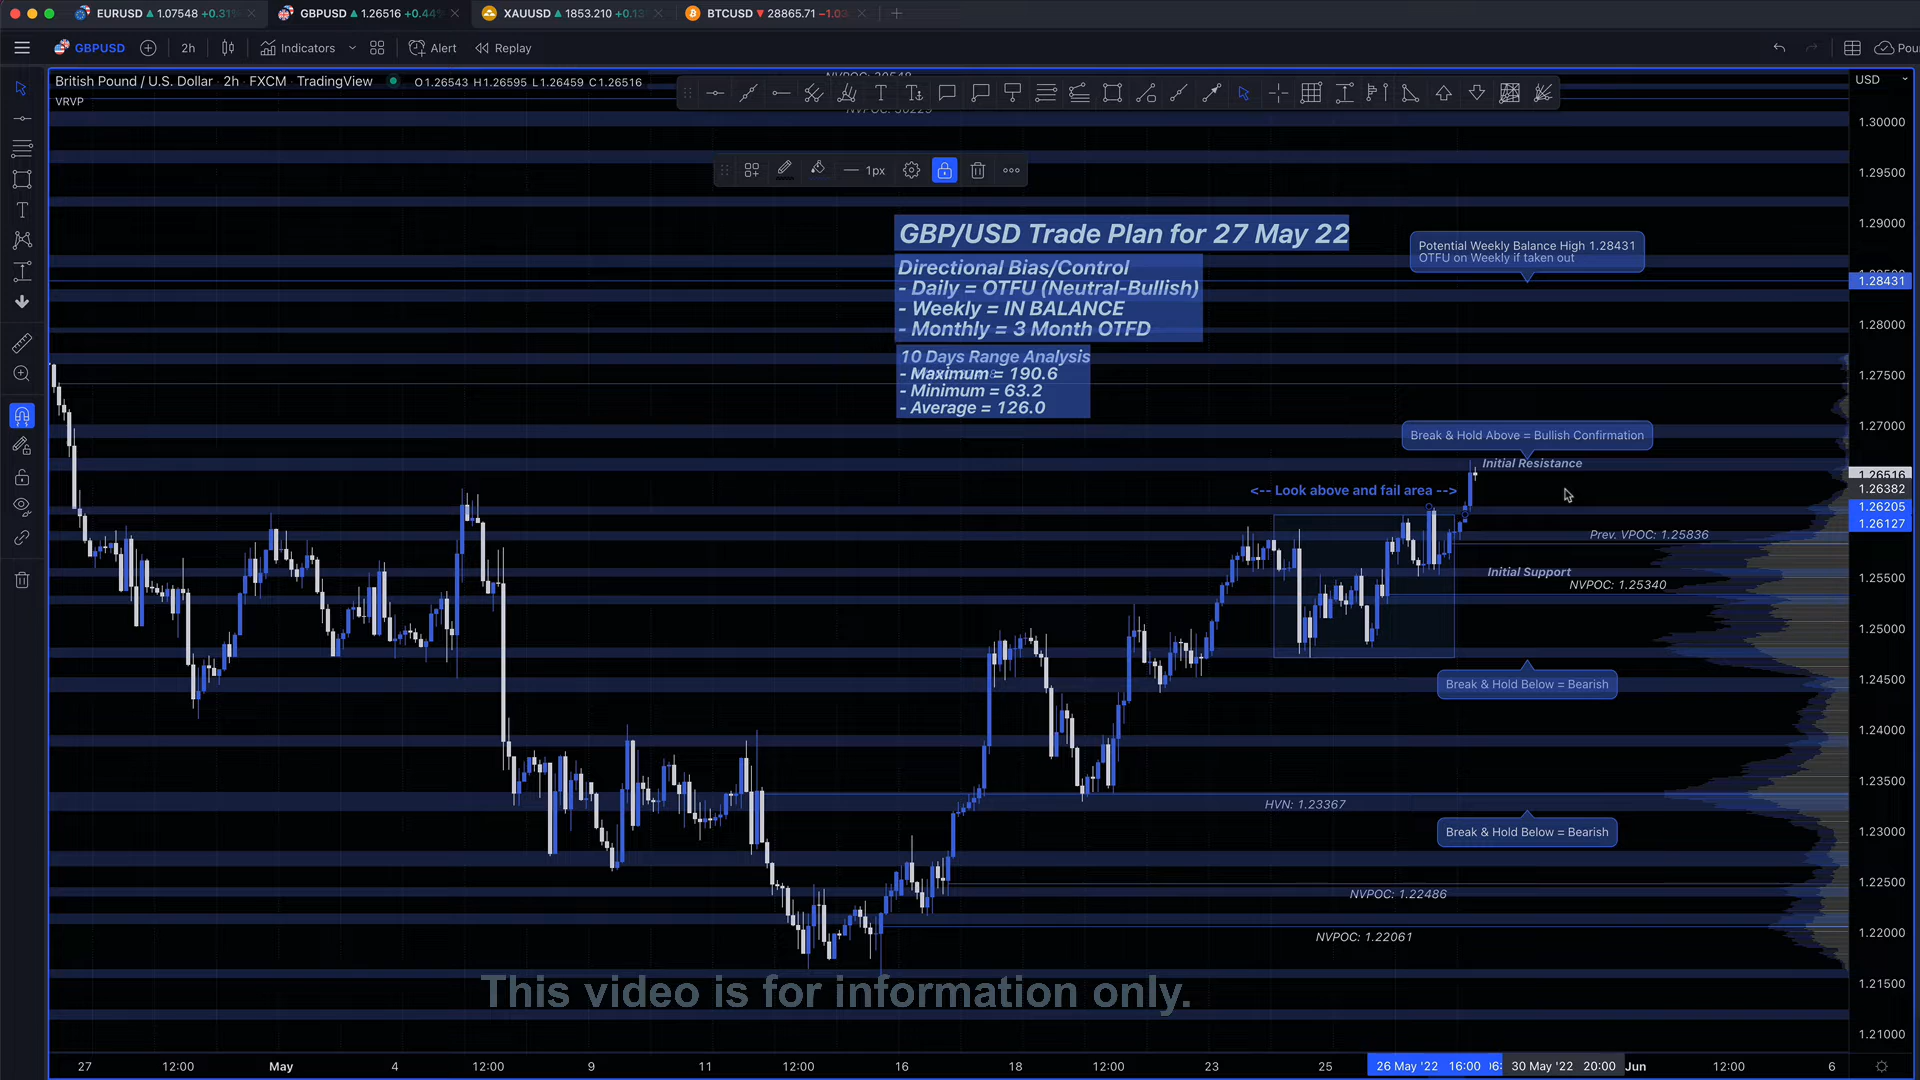 EURUSD 1.07548 +0.31
GBPUSD 1.26516 +0.44
XAUUSD 1853.210 +0.1
BTCUSD 28865.71 −1.0
GBPUSD 2h Indicators Alert Replay
British Pound / U.S. Dollar · 2h · FXCM · TradingView O1.26543 H1.26595 L1.26459 C1.26516
USD
VRVP
1px
GBP/USD Trade Plan for 27 May 22
Directional Bias/Control
- Daily = OTFU (Neutral-Bullish)
- Weekly = IN BALANCE
- Monthly = 3 Month OTFD
10 Days Range Analysis
- Maximum = 190.6
- Minimum = 63.2
- Average = 126.0
Potential Weekly Balance High 1.28431
OTFU on Weekly if taken out
Break & Hold Above = Bullish Confirmation
Initial Resistance
<-- Look above and fail area -->
Prev. VPOC: 1.25836
Initial Support
NVPOC: 1.25340
Break & Hold Below = Bearish
HVN: 1.23367
Break & Hold Below = Bearish
NVPOC: 1.22486
NVPOC: 1.22061
This video is for information only.
1.30000
1.29500
1.29000
1.28431
1.28000
1.27500
1.27000
1.26516
1.26382
1.26205
1.26127
1.25500
1.25000
1.24500
1.24000
1.23500
1.23000
1.22500
1.22000
1.21500
1.21000
27 12:00 May 4 12:00 9 11 12:00 16 18 12:00 23 25 26 May '22 16:00 30 May '22 20:00 Jun 12:00 6